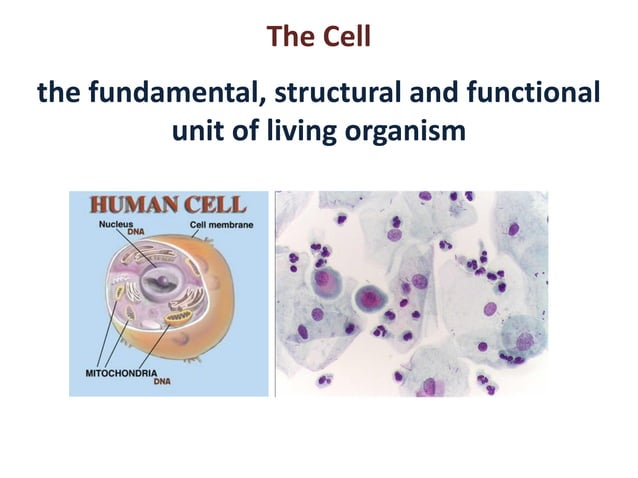 The Cell
the fundamental, structural and functional
unit of living organism
HUMAN CELL
Nucleus
DNA
Cell membrane
MITOCHONDRIA
DNA